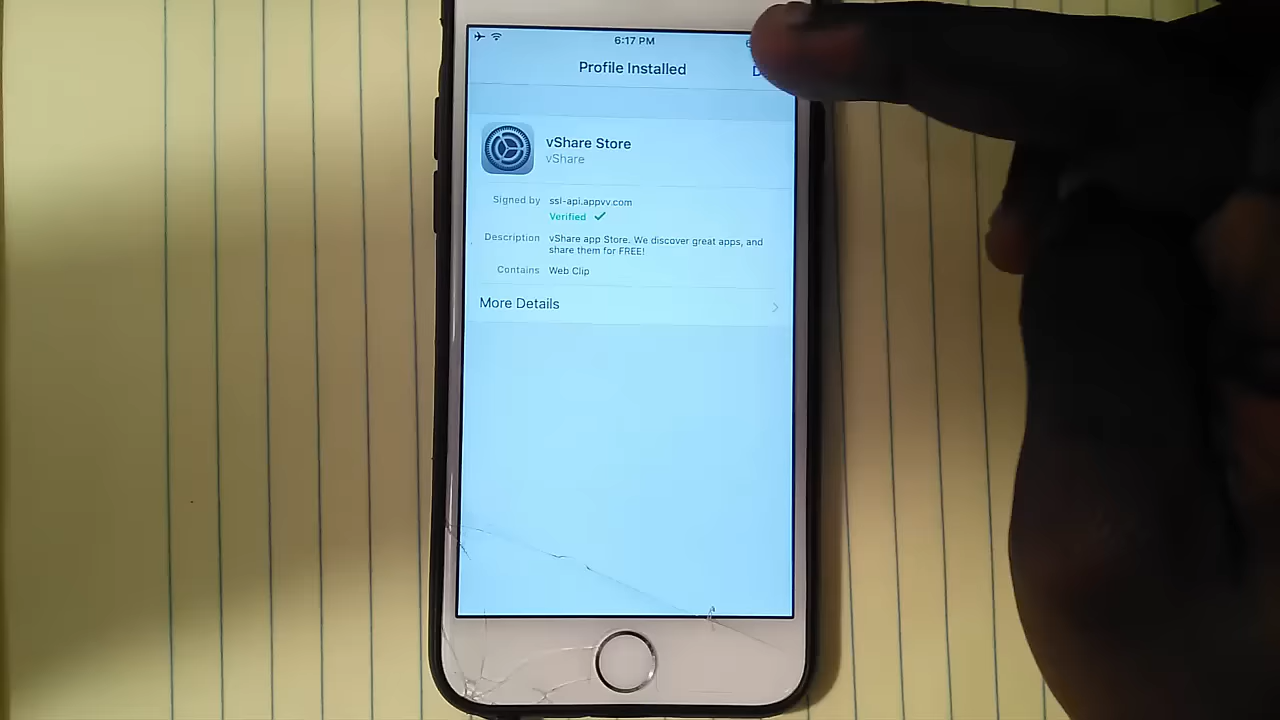 6:17 PM
Profile Installed
vShare Store
vShare
Signed by ssl-api.appvv.com
Verified
Description vShare app Store. We discover great apps, and
share them for FREE!
Contains Web Clip
More Details